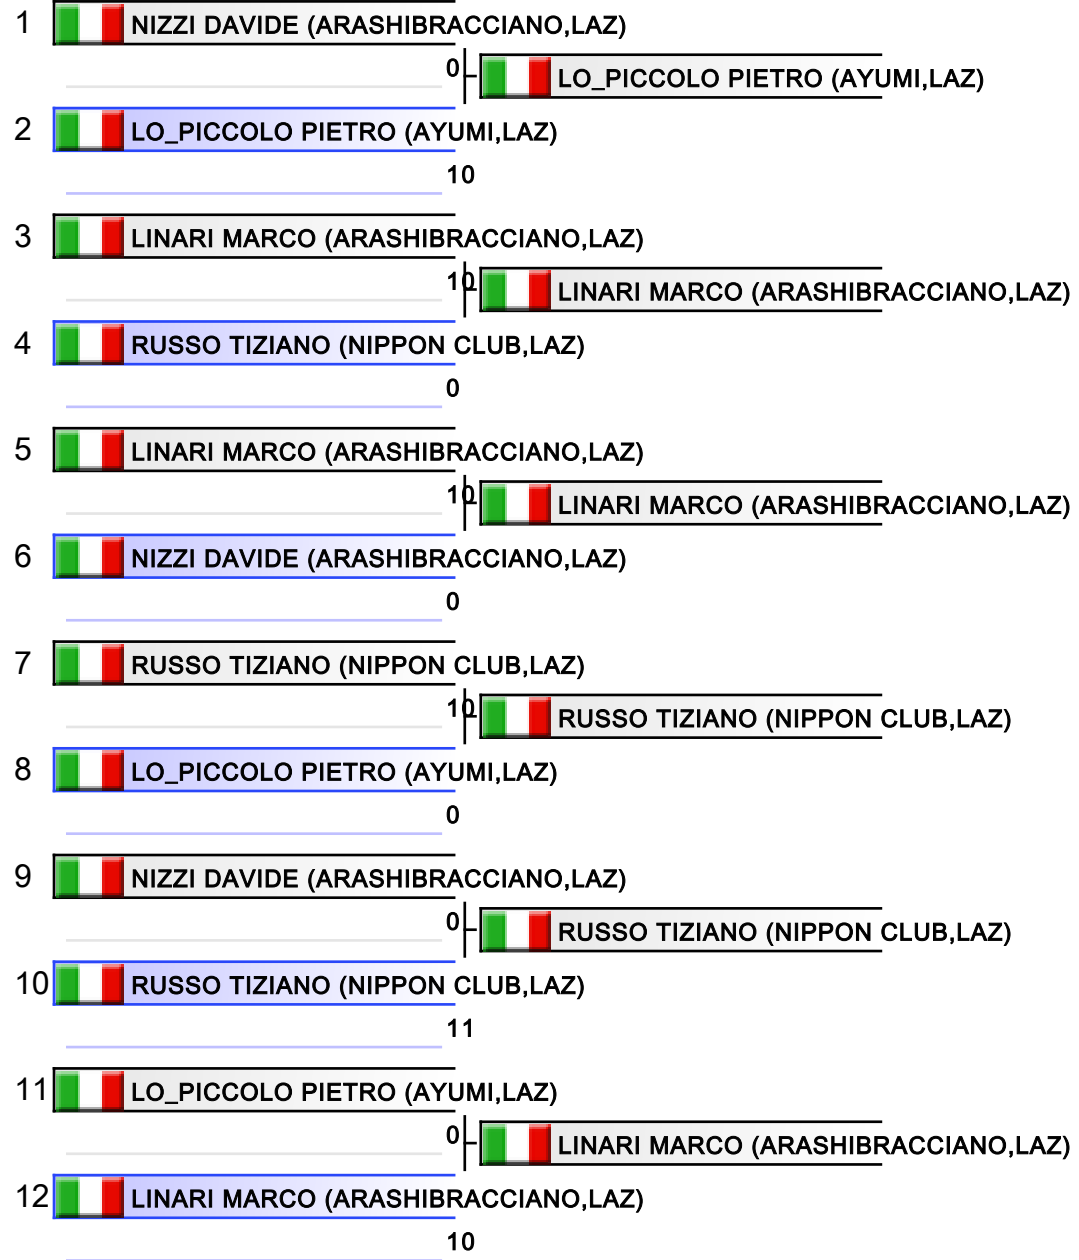 1 NIZZI DAVIDE (ARASHIBRACCIANO,LAZ)
0 LO_PICCOLO PIETRO (AYUMI,LAZ)
2 LO_PICCOLO PIETRO (AYUMI,LAZ)
10
3 LINARI MARCO (ARASHIBRACCIANO,LAZ)
10 LINARI MARCO (ARASHIBRACCIANO,LAZ)
4 RUSSO TIZIANO (NIPPON CLUB,LAZ)
0
5 LINARI MARCO (ARASHIBRACCIANO,LAZ)
10 LINARI MARCO (ARASHIBRACCIANO,LAZ)
6 NIZZI DAVIDE (ARASHIBRACCIANO,LAZ)
0
7 RUSSO TIZIANO (NIPPON CLUB,LAZ)
10 RUSSO TIZIANO (NIPPON CLUB,LAZ)
8 LO_PICCOLO PIETRO (AYUMI,LAZ)
0
9 NIZZI DAVIDE (ARASHIBRACCIANO,LAZ)
0 RUSSO TIZIANO (NIPPON CLUB,LAZ)
10 RUSSO TIZIANO (NIPPON CLUB,LAZ)
11
11 LO_PICCOLO PIETRO (AYUMI,LAZ)
0 LINARI MARCO (ARASHIBRACCIANO,LAZ)
12 LINARI MARCO (ARASHIBRACCIANO,LAZ)
10